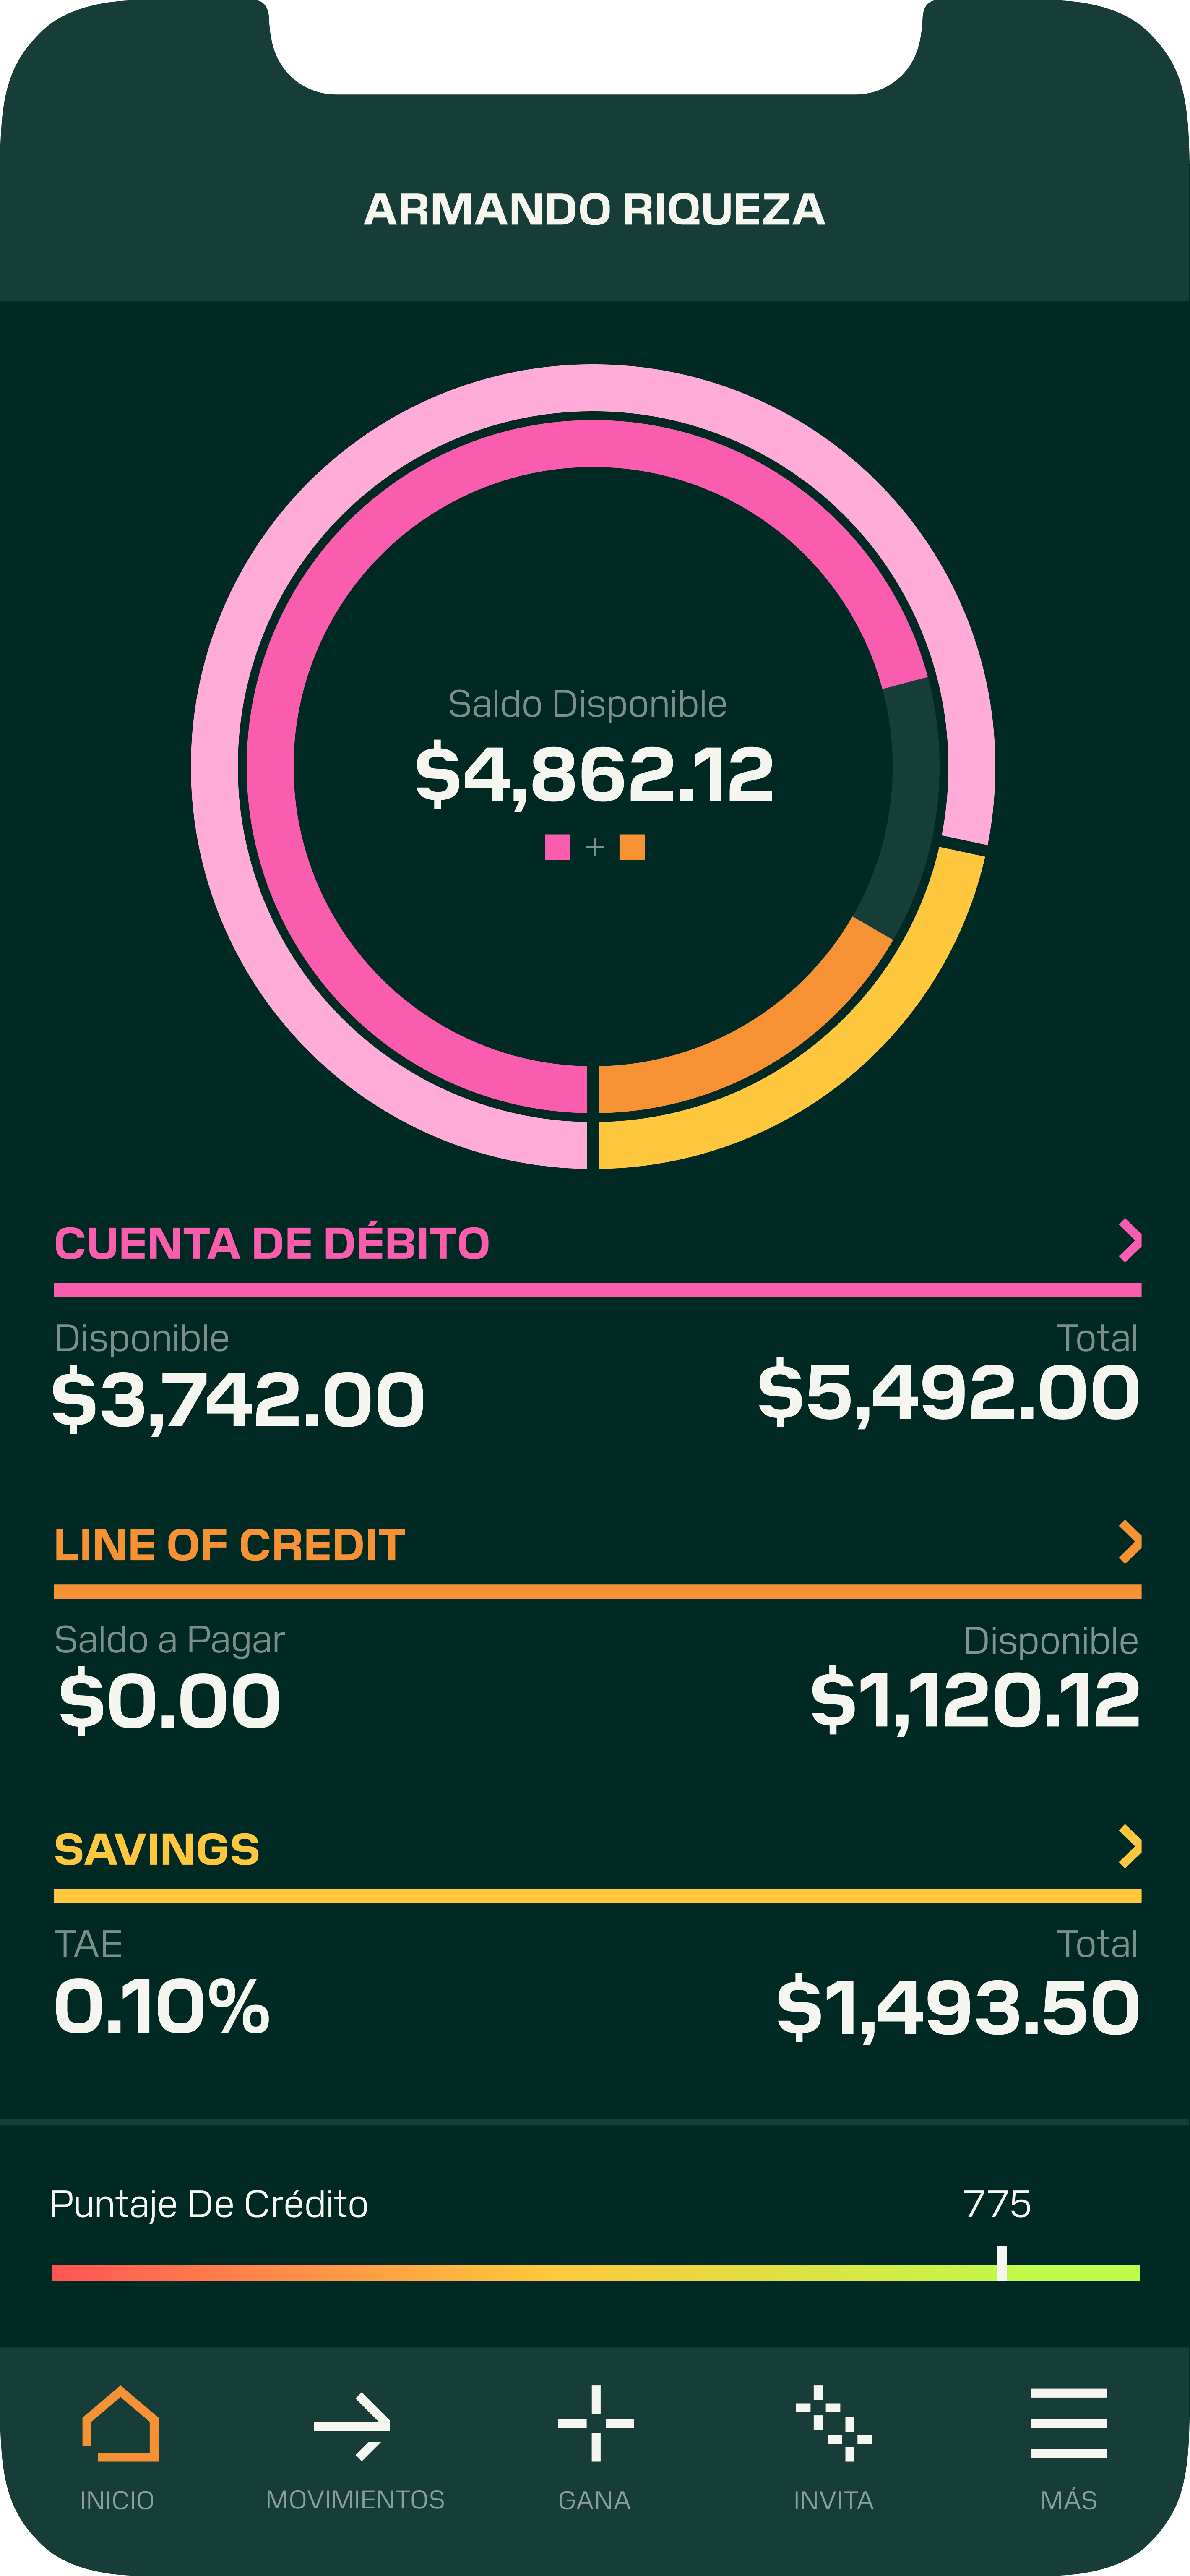 ARMANDO RIQUEZA
Saldo Disponible
$4,862.12
+
CUENTA DE DÉBITO
Disponible Total
$3,742.00 $5,492.00
LINE OF CREDIT
Saldo a Pagar Disponible
$0.00 $1,120.12
SAVINGS
TAE Total
0.10% $1,493.50
Puntaje De Crédito 775
INICIO MOVIMIENTOS GANA INVITA MÁS